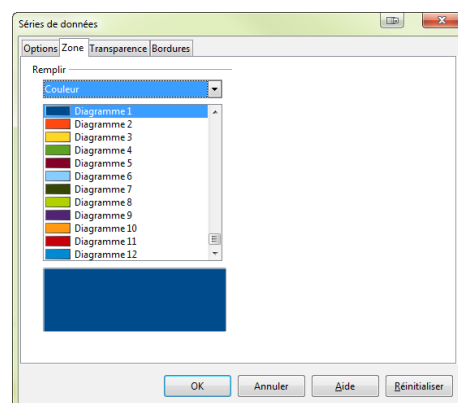 Séries de données
Options Zone Transparence Bordures
Remplir
Couleur
Diagramme 1
Diagramme 2
Diagramme 3
Diagramme 4
Diagramme 5
Diagramme 6
Diagramme 7
Diagramme 8
Diagramme 9
Diagramme 10
Diagramme 11
Diagramme 12
OK Annuler Aide Réinitialiser